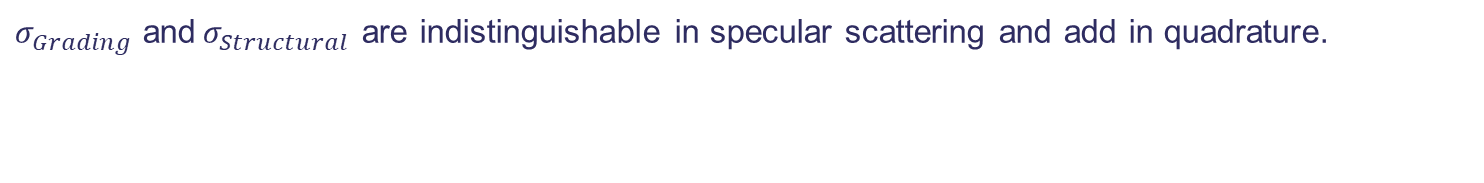 σ_Grading and σ_Structural are indistinguishable in specular scattering and add in quadrature.